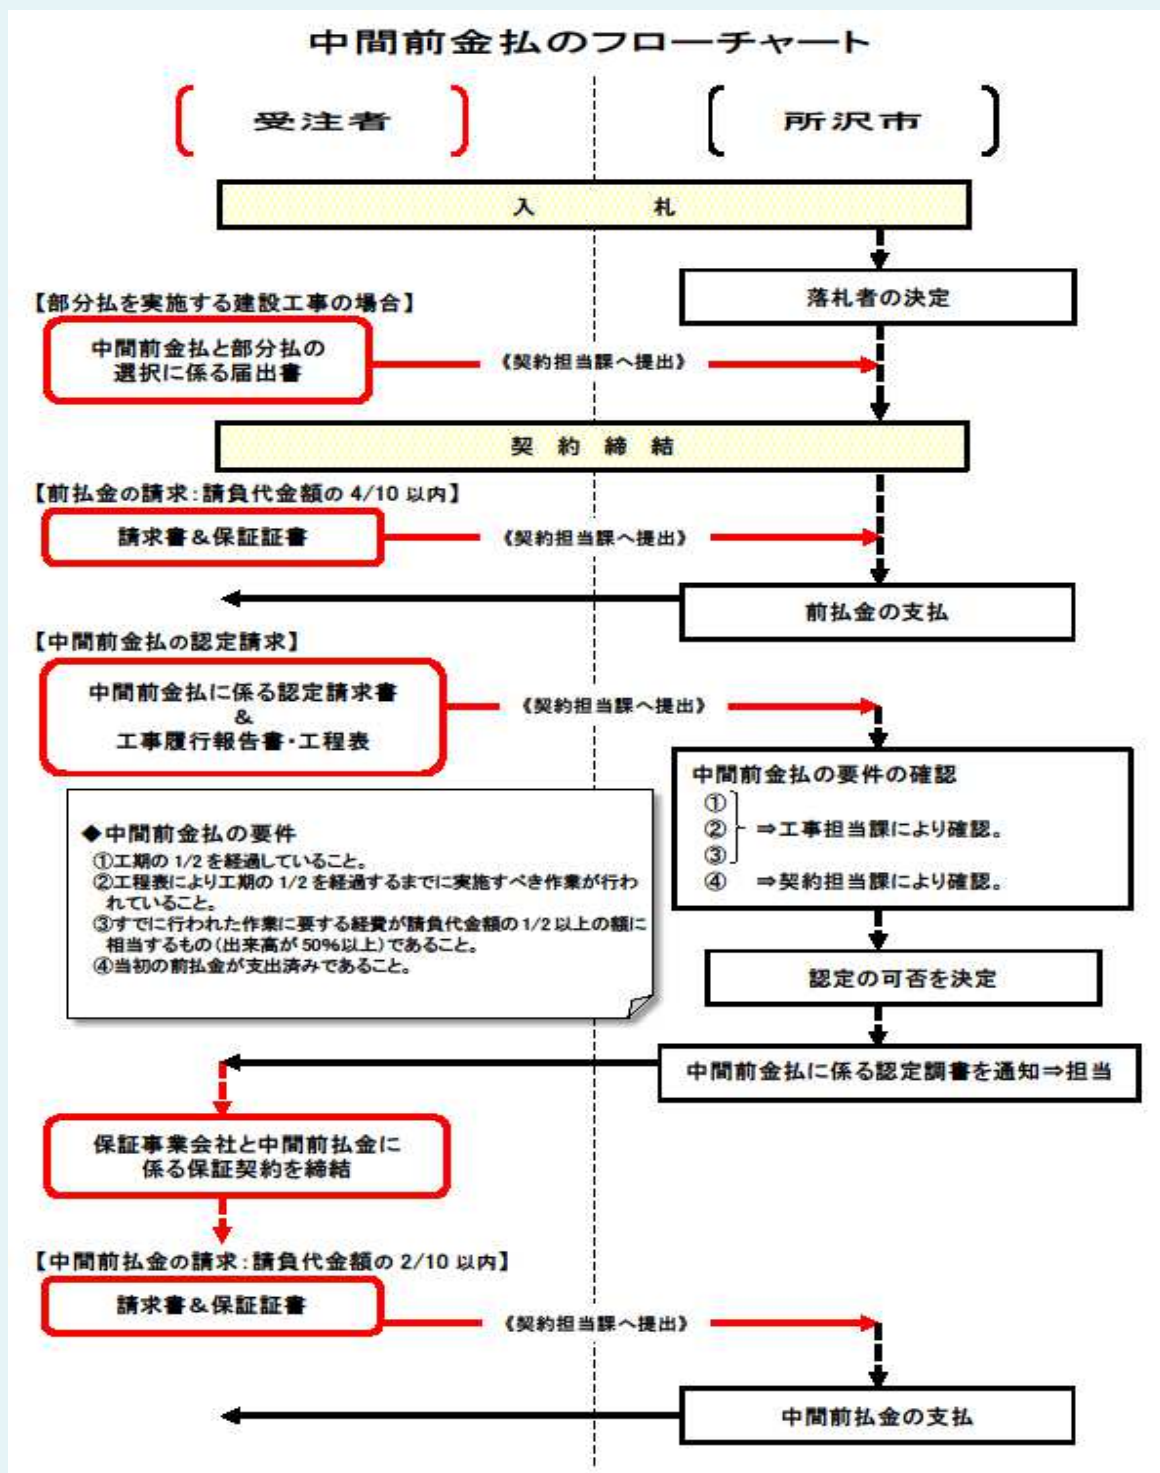 中間前金払のフローチャート
受注者
所沢市
入札
落札者の決定
【部分払を実施する建設工事の場合】
中間前金払と部分払の
選択に係る届出書
《契約担当課へ提出》
契約締結
【前払金の請求:請負代金額の 4/10 以内】
請求書&保証証書
《契約担当課へ提出》
前払金の支払
【中間前金払の認定請求】
中間前金払に係る認定請求書
&
工事履行報告書・工程表
《契約担当課へ提出》
中間前金払の要件の確認
①
② ⇒工事担当課により確認。
③
④ ⇒契約担当課により確認。
◆中間前金払の要件
①工期の 1/2 を経過していること。
②工程表により工期の 1/2 を経過するまでに実施すべき作業が行わ
れていること。
③すでに行われた作業に要する経費が請負代金額の 1/2 以上の額に
相当するもの(出来高が 50%以上)であること。
④当初の前払金が支出済みであること。
認定の可否を決定
中間前金払に係る認定調書を通知⇒担当
保証事業会社と中間前払金に
係る保証契約を締結
【中間前払金の請求:請負代金額の 2/10 以内】
請求書&保証証書
《契約担当課へ提出》
中間前払金の支払